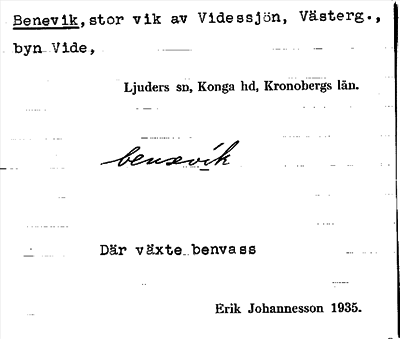 Benevik, stor vik av Videssjön, Västerg.,
byn Vide,
Ljuders sn, Konga hd, Kronobergs län.
benevik
Där växte benvass
Erik Johannesson 1935.